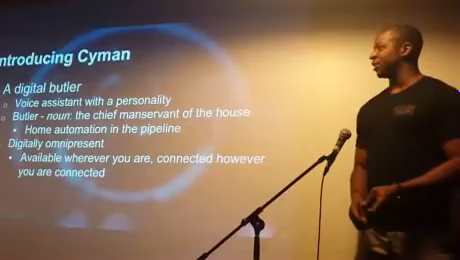 ntroducing Cyman
A digital butler
Voice assistant with a personality
Butler - noun: the chief manservant of the house
Home automation in the pipeline
Digitally omnipresent
Available wherever you are, connected however
you are connected